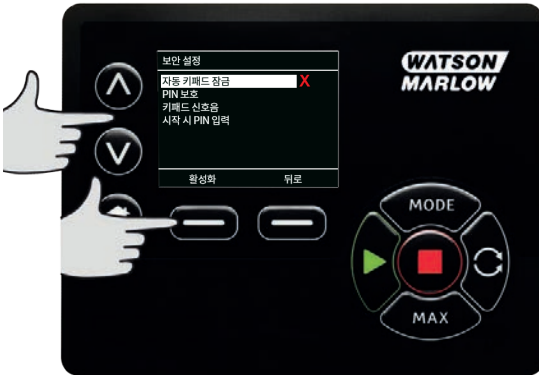 보안 설정
자동 키패드 잠금 X
PIN 보호
키패드 신호음
시작 시 PIN 입력
활성화 뒤로
WATSON
MARLOW
MODE
MAX